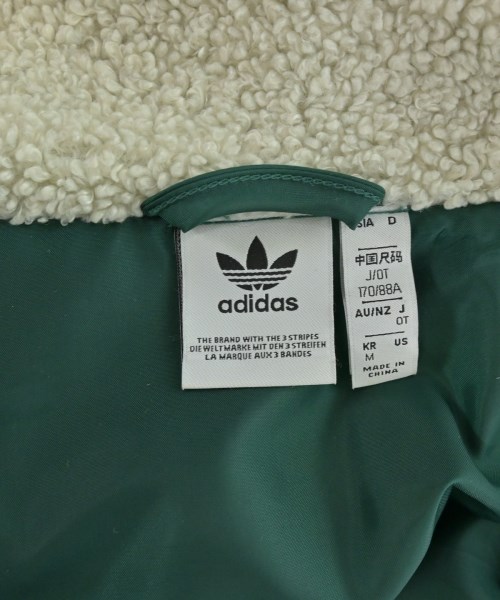 adidas
THE BRAND WITH THE 3 STRIPES
DIE WELTMARKE MIT DEN 3 STREIFEN
LA MARQUE AUX 3 BANDES
D
中国尺码
J/OT
170/88A
AU/NZ J
OT
KR US
M
MADE IN
CHINA